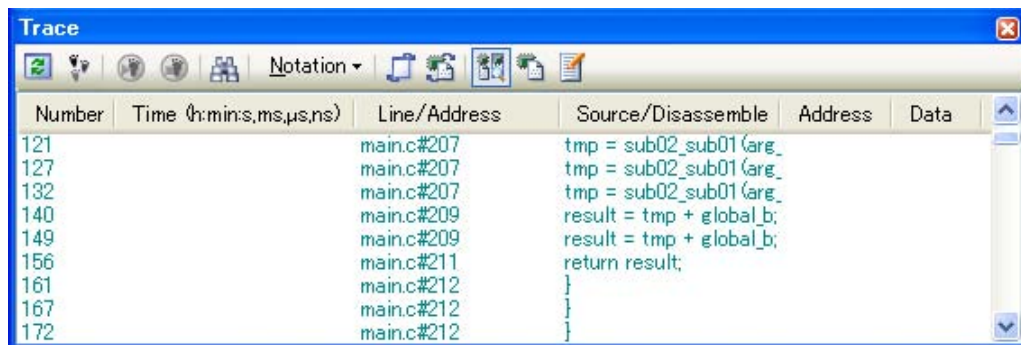 Trace
Notation
Number Time (h:min:s,ms,µs,ns) Line/Address Source/Disassemble Address Data
121 main.c#207 tmp = sub02_sub01(arg_
127 main.c#207 tmp = sub02_sub01(arg_
132 main.c#207 tmp = sub02_sub01(arg_
140 main.c#209 result = tmp + global_b;
149 main.c#209 result = tmp + global_b;
156 main.c#211 return result;
161 main.c#212 }
167 main.c#212 }
172 main.c#212 }